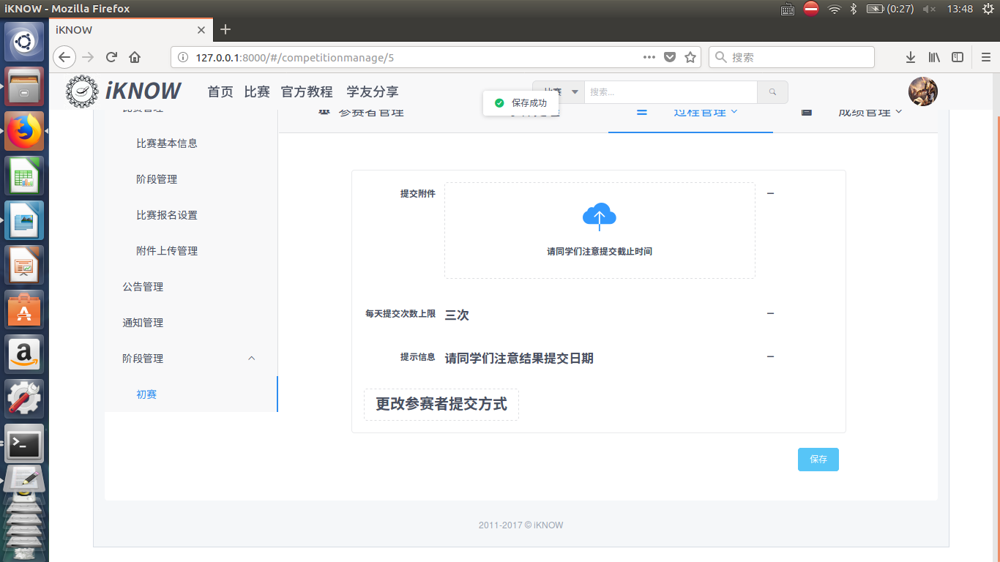 iKNOW - Mozilla Firefox
(0:27)
13:48
iKNOW
127.0.0.1:8000/#/competitionmanage/5
搜索
iKNOW
首页 比赛 官方教程 学友分享
比赛
搜索...
保存成功
比赛管理
参赛者管理
过程管理
成绩管理
比赛基本信息
阶段管理
比赛报名设置
附件上传管理
公告管理
通知管理
阶段管理
初赛
提交附件
请同学们注意提交截止时间
每天提交次数上限 三次
提示信息 请同学们注意结果提交日期
更改参赛者提交方式
保存
2011-2017 © iKNOW